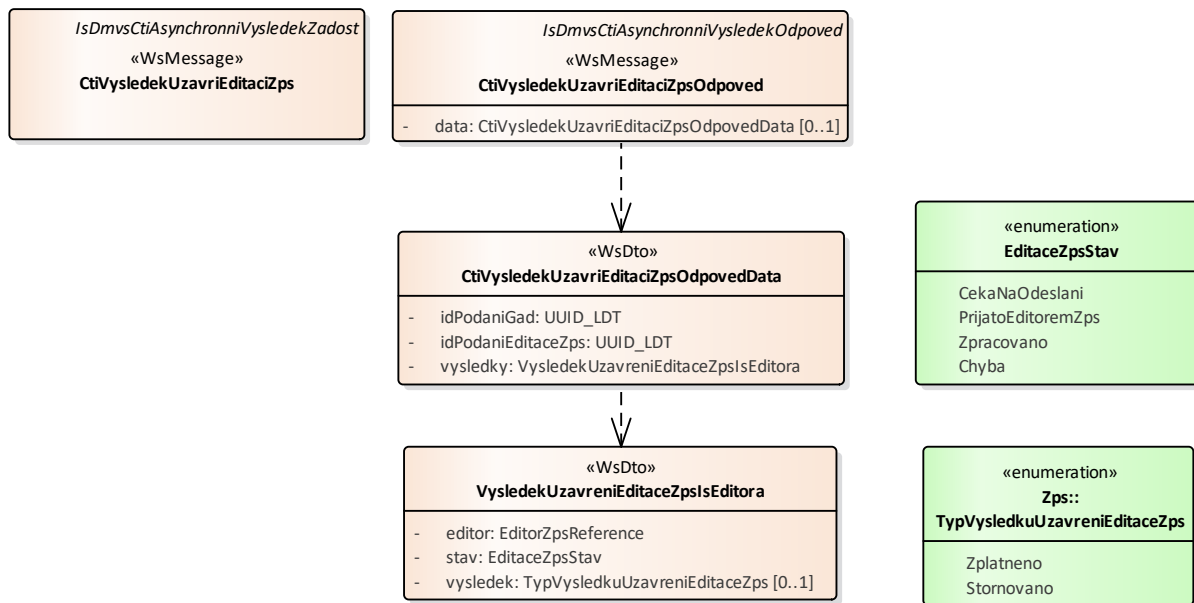 IsDmvsCtiAsynchronniVysledekZadost
«WsMessage»
CtiVysledekUzavriEditaciZps
IsDmvsCtiAsynchronniVysledekOdpoved
«WsMessage»
CtiVysledekUzavriEditaciZpsOdpoved
- data: CtiVysledekUzavriEditaciZpsOdpovedData [0..1]
«WsDto»
CtiVysledekUzavriEditaciZpsOdpovedData
- idPodaniGad: UUID_LDT
- idPodaniEditaceZps: UUID_LDT
- vysledky: VysledekUzavreniEditaceZpsIsEditora
«enumeration»
EditaceZpsStav
CekaNaOdeslani
PrijatoEditoremZps
Zpracovano
Chyba
«WsDto»
VysledekUzavreniEditaceZpsIsEditora
- editor: EditorZpsReference
- stav: EditaceZpsStav
- vysledek: TypVysledkuUzavreniEditaceZps [0..1]
«enumeration»
Zps::
TypVysledkuUzavreniEditaceZps
Zplatneno
Stornovano